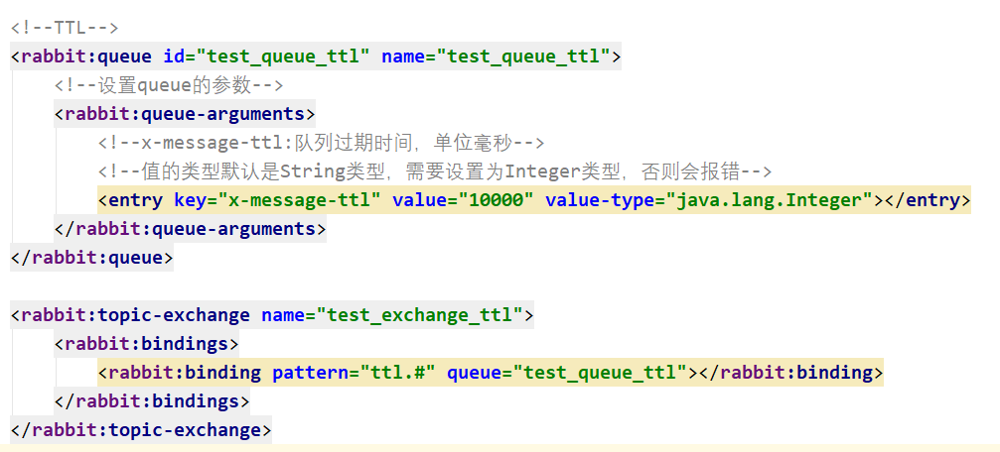 <!--TTL-->
<rabbit:queue id="test_queue_ttl" name="test_queue_ttl">
    <!--设置queue的参数-->
    <rabbit:queue-arguments>
        <!--x-message-ttl:队列过期时间，单位毫秒-->
        <!--值的类型默认是String类型，需要设置为Integer类型，否则会报错-->
        <entry key="x-message-ttl" value="10000" value-type="java.lang.Integer"></entry>
    </rabbit:queue-arguments>
</rabbit:queue>

<rabbit:topic-exchange name="test_exchange_ttl">
    <rabbit:bindings>
        <rabbit:binding pattern="ttl.#" queue="test_queue_ttl"></rabbit:binding>
    </rabbit:bindings>
</rabbit:topic-exchange>